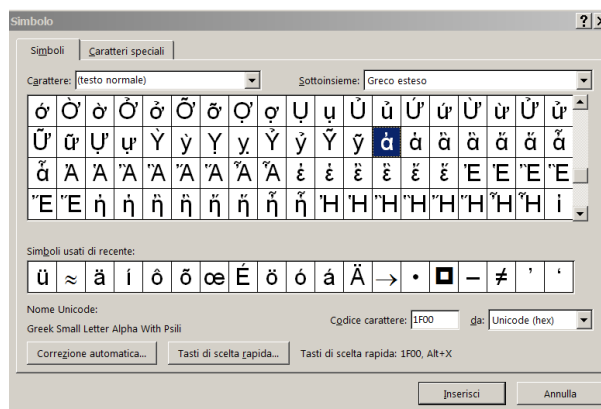 Simbolo
Simboli Caratteri speciali
Carattere: (testo normale) Sottoinsieme: Greco esteso
ớ Ờ ờ Ở ở Ỡ ỡ Ợ ợ Ụ ụ Ủ ủ Ứ ứ Ừ ừ Ử ử
Ữ ữ Ự ự Ỳ ỳ Ỵ ỵ Ỷ ỷ Ỹ ỹ ἀ ἁ ἂ ἃ ἄ ἅ ἆ
ἇ Ἀ Ἁ Ἂ Ἃ Ἄ Ἅ Ἆ Ἇ ἐ ἑ ἒ ἓ ἔ ἕ Ἐ Ἑ Ἒ Ἓ
Ἔ Ἕ ἠ ἡ ἢ ἣ ἤ ἥ ἦ ἧ Ἠ Ἡ Ἢ Ἣ Ἤ Ἥ Ἦ Ἧ ἰ
Simboli usati di recente:
ü ≈ ä í ô õ œ É ö ó á Ä → • ◘ – ≠ ’ ‘
Nome Unicode:
Greek Small Letter Alpha With Psili
Codice carattere: 1F00 da: Unicode (hex)
Correzione automatica... Tasti di scelta rapida... Tasti di scelta rapida: 1F00, Alt+X
Inserisci Annulla